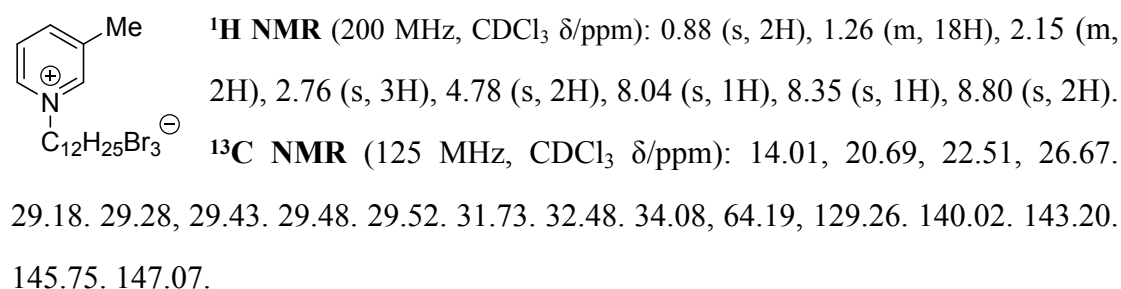 Me
+
N
C12H25Br3⊖
¹H NMR (200 MHz, CDCl₃ δ/ppm): 0.88 (s, 2H), 1.26 (m, 18H), 2.15 (m,
2H), 2.76 (s, 3H), 4.78 (s, 2H), 8.04 (s, 1H), 8.35 (s, 1H), 8.80 (s, 2H).
¹³C NMR (125 MHz, CDCl₃ δ/ppm): 14.01, 20.69, 22.51, 26.67.
29.18. 29.28, 29.43. 29.48. 29.52. 31.73. 32.48. 34.08, 64.19, 129.26. 140.02. 143.20.
145.75. 147.07.